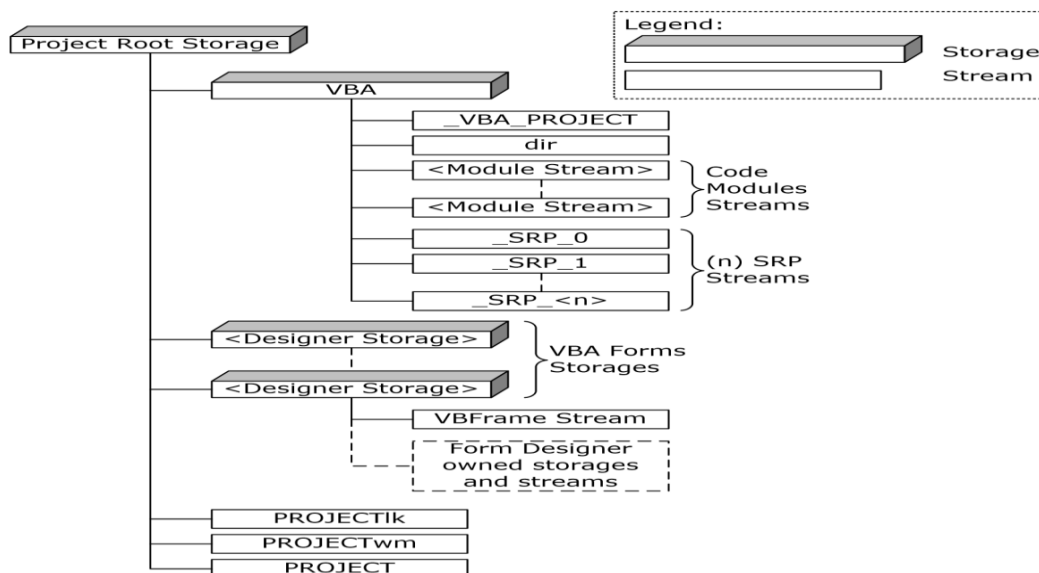 Project Root Storage
Legend:
Storage
Stream
VBA
_VBA_PROJECT
dir
<Module Stream>
<Module Stream>
Code
Modules
Streams
_SRP_0
_SRP_1
_SRP_<n>
(n) SRP
Streams
<Designer Storage>
<Designer Storage>
VBA Forms
Storages
VBFrame Stream
Form Designer
owned storages
and streams
PROJECTlk
PROJECTwm
PROJECT